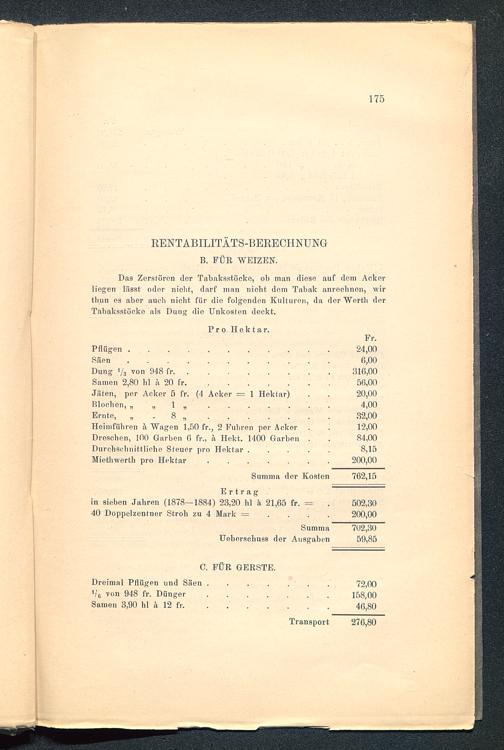 175
RENTABILITÄTS-BERECHNUNG
B. FÜR WEIZEN.
Das Zerstören der Tabaksstöcke, ob man diese auf dem Acker
liegen lässt oder nicht, darf man nicht dem Tabak anrechnen, wir
thun es aber auch nicht für die folgenden Kulturen, da der Werth der
Tabaksstöcke als Dung die Unkosten deckt.
Pro Hektar.
Fr.
Pflügen . . . . . . . . . . . 24,00
Säen . . . . . . . . . . . 6,00
Dung 1/3 von 948 fr. . . . . . . . . 316,00
Samen 2,80 hl à 20 fr. . . . . . . . 56,00
Jäten, per Acker 5 fr. (4 Acker = 1 Hektar) . . 20,00
Blochen, „ „ 1 „ . . . . . . . 4,00
Ernte, „ - 8 „ . . . . . . . 32,00
Heimführen à Wagen 1,50 fr., 2 Fuhren per Acker . . 12,00
Dreschen, 100 Garben 6 fr., à Hekt. 1400 Garben . . 84,00
Durchschnittliche Steuer pro Hektar . . . . . 8,15
Miethwerth pro Hektar . . . . . . . 200,00
Summa der Kosten 762,15
Ertrag
in sieben Jahren (1878—1884) 23,20 hl à 21,65 fr. = . 502,30
40 Doppelzentner Stroh zu 4 Mark = . . . . 200,00
Summa 702,30
Ueberschuss der Ausgaben 59,85
C. FÜR GERSTE.
Dreimal Pflügen und Säen . . . . . . . 72,00
1/6 von 948 fr. Dünger . . . . . . . 158,00
Samen 3,90 hl à 12 fr. . . . . . . . 46,80
Transport 276,80